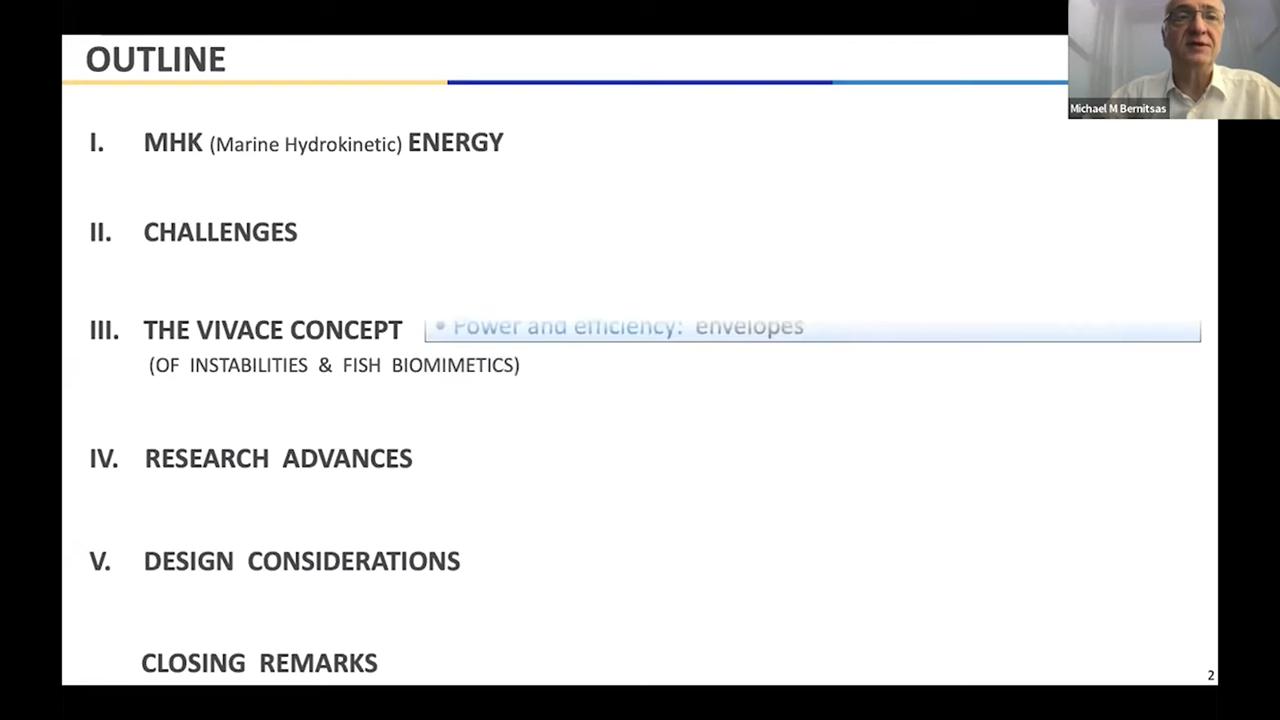 OUTLINE
Michael M Bernitsas
I. MHK (Marine Hydrokinetic) ENERGY
II. CHALLENGES
III. THE VIVACE CONCEPT
• Power and efficiency: envelopes
(OF INSTABILITIES & FISH BIOMIMETICS)
IV. RESEARCH ADVANCES
V. DESIGN CONSIDERATIONS
CLOSING REMARKS
2